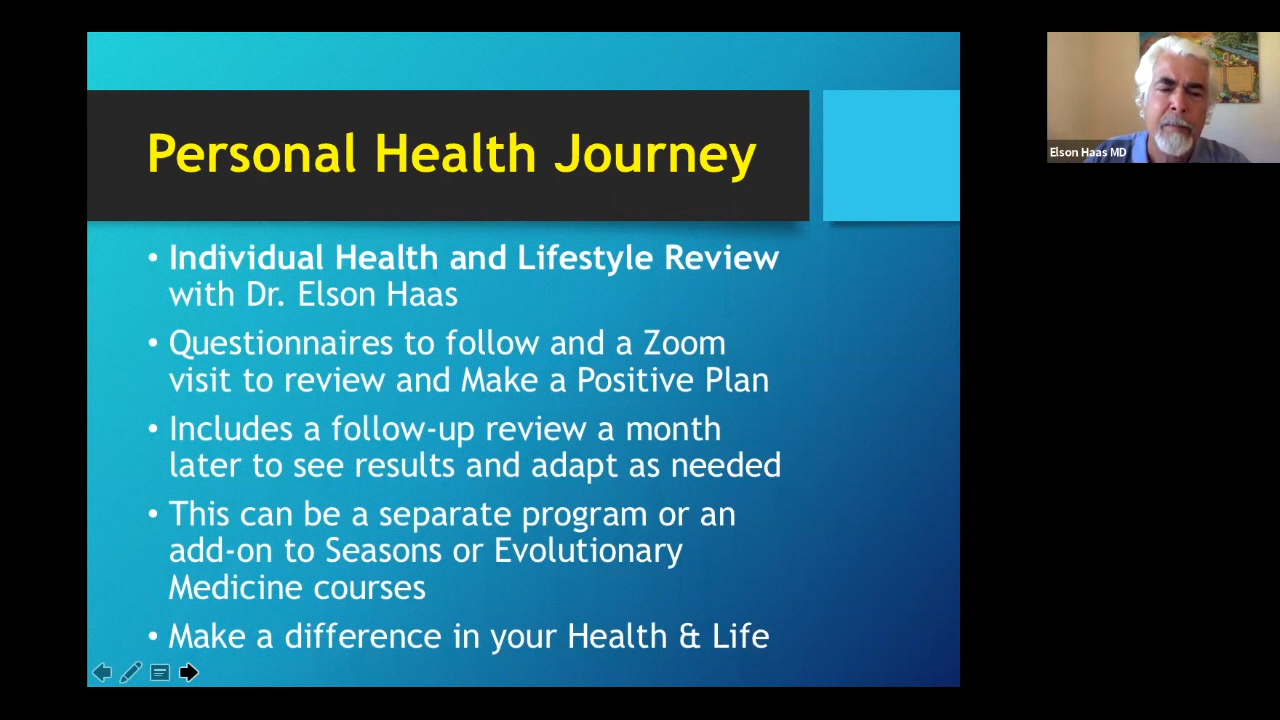 Personal Health Journey
• Individual Health and Lifestyle Review
with Dr. Elson Haas
• Questionnaires to follow and a Zoom
visit to review and Make a Positive Plan
• Includes a follow-up review a month
later to see results and adapt as needed
• This can be a separate program or an
add-on to Seasons or Evolutionary
Medicine courses
• Make a difference in your Health & Life
Elson Haas MD